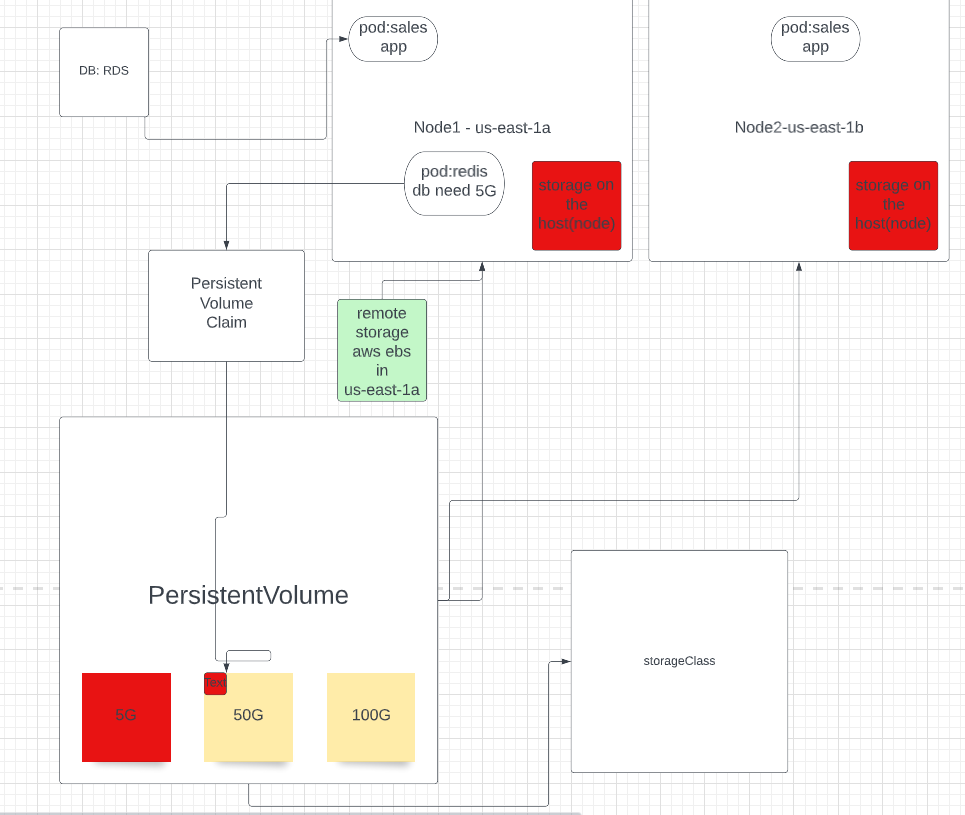 pod:sales
app
pod:sales
app
DB: RDS
Node1 - us-east-1a
Node2-us-east-1b
pod:redis
db need 5G
storage on
the
host(node)
storage on
the
host(node)
Persistent
Volume
Claim
remote
storage
aws ebs
in
us-east-1a
PersistentVolume
storageClass
Text
5G
50G
100G